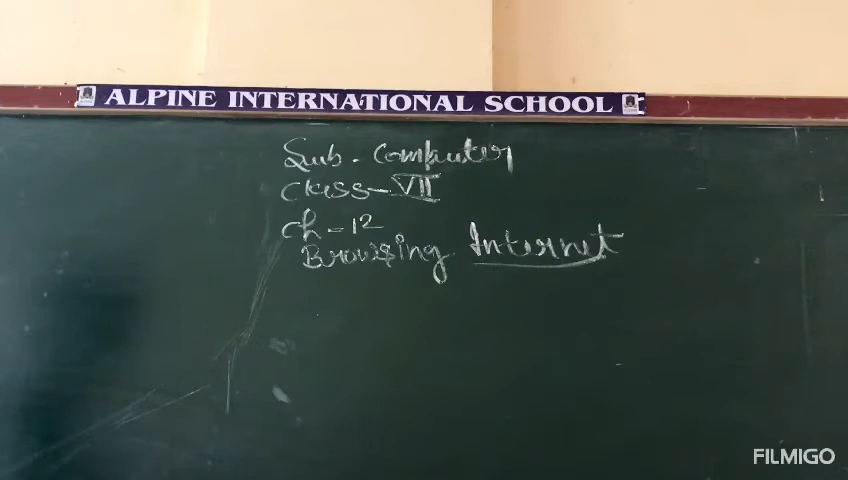 ALPINE INTERNATIONAL SCHOOL
Sub - Computer
Class - VII
Ch - 12
Browsing Internet
FILMIGO